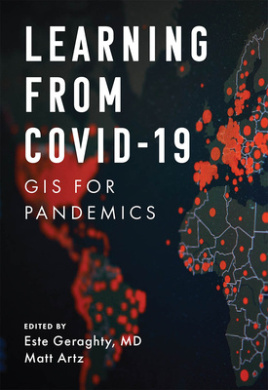 LEARNING
FROM
COVID-19
GIS FOR
PANDEMICS
EDITED BY
Este Geraghty, MD
Matt Artz